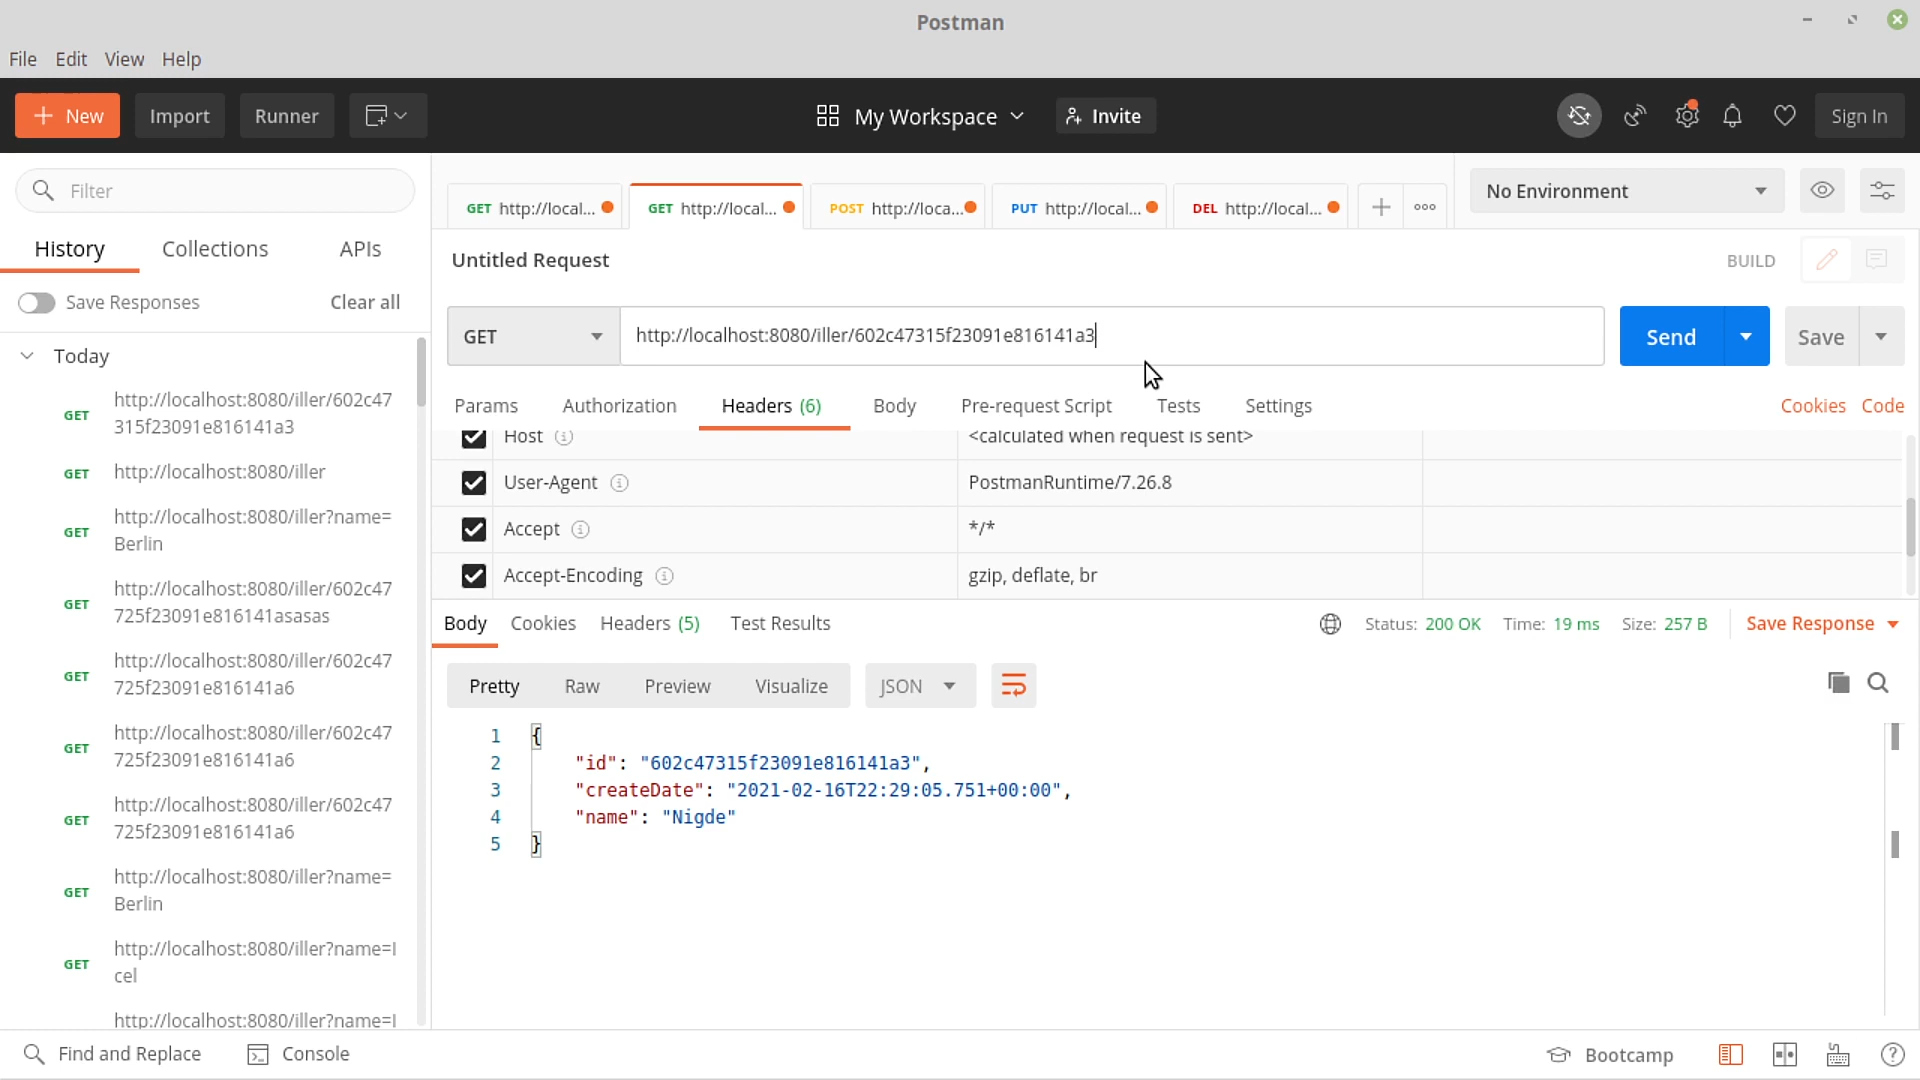 Postman
File Edit View Help
New Import Runner My Workspace Invite Sign In
Filter
History Collections APIs
Save Responses Clear all
Today
GET http://localhost:8080/iller/602c47
315f23091e816141a3
GET http://localhost:8080/iller
GET http://localhost:8080/iller?name=
Berlin
GET http://localhost:8080/iller/602c47
725f23091e816141asasas
GET http://localhost:8080/iller/602c47
725f23091e816141a6
GET http://localhost:8080/iller/602c47
725f23091e816141a6
GET http://localhost:8080/iller/602c47
725f23091e816141a6
GET http://localhost:8080/iller?name=
Berlin
GET http://localhost:8080/iller?name=I
cel
http://localhost:8080/iller?name=I
GET http://local... GET http://local... POST http://loca... PUT http://local... DEL http://local... No Environment
Untitled Request BUILD
GET http://localhost:8080/iller/602c47315f23091e816141a3 Send Save
Params Authorization Headers (6) Body Pre-request Script Tests Settings Cookies Code
Host <calculated when request is sent>
User-Agent PostmanRuntime/7.26.8
Accept */*
Accept-Encoding gzip, deflate, br
Body Cookies Headers (5) Test Results Status: 200 OK Time: 19 ms Size: 257 B Save Response
Pretty Raw Preview Visualize JSON
1 {
2 "id": "602c47315f23091e816141a3",
3 "createDate": "2021-02-16T22:29:05.751+00:00",
4 "name": "Nigde"
5 }
Find and Replace Console Bootcamp